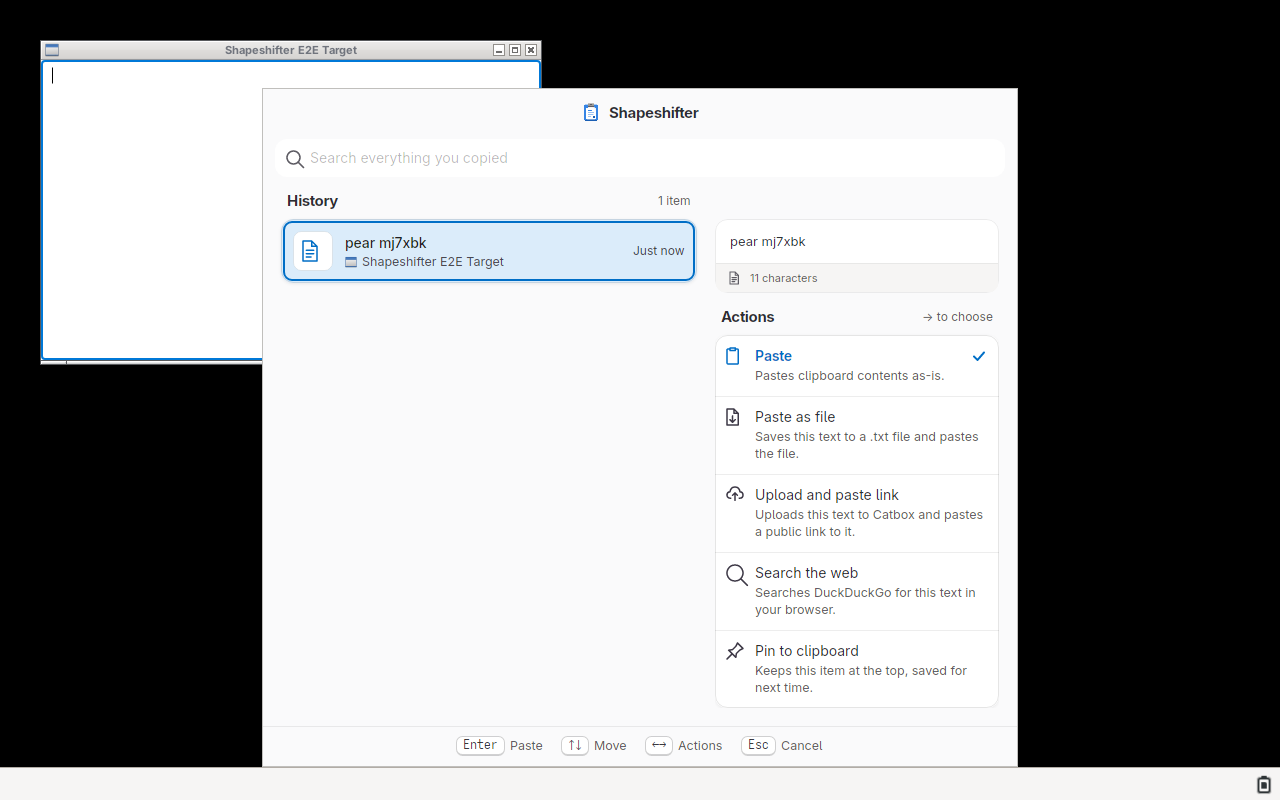 Shapeshifter E2E Target
Shapeshifter
Search everything you copied
History
1 item
pear mj7xbk
Shapeshifter E2E Target
Just now
pear mj7xbk
11 characters
Actions
→ to choose
Paste
Pastes clipboard contents as-is.
Paste as file
Saves this text to a .txt file and pastes
the file.
Upload and paste link
Uploads this text to Catbox and pastes
a public link to it.
Search the web
Searches DuckDuckGo for this text in
your browser.
Pin to clipboard
Keeps this item at the top, saved for
next time.
Enter Paste ↑↓ Move ↔ Actions Esc Cancel